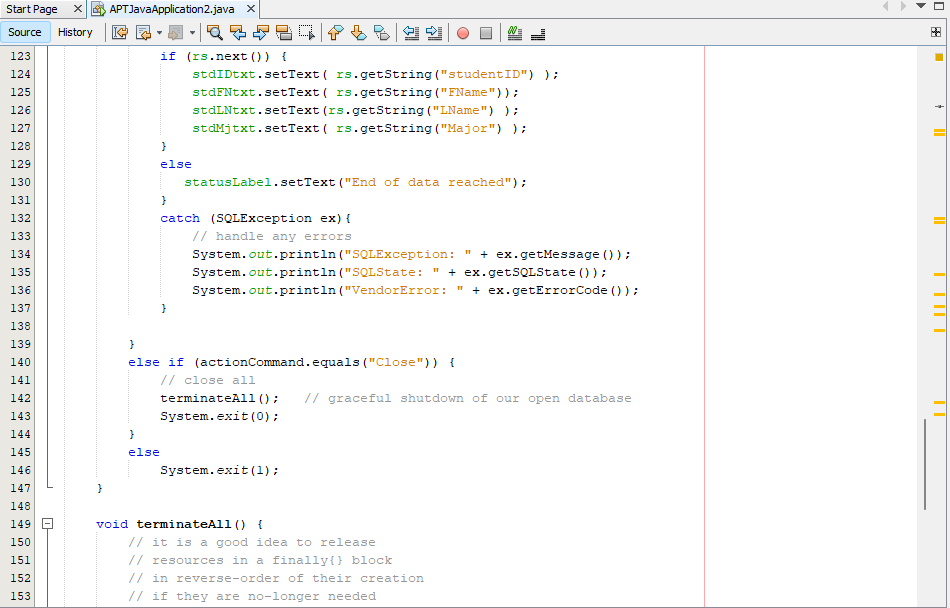 Start Page APTJavaApplication2.java
Source History
123 if (rs.next()) {
124 stdIDtxt.setText( rs.getString("studentID") );
125 stdFNtxt.setText( rs.getString("FName"));
126 stdLNtxt.setText(rs.getString("LName") );
127 stdMjtxt.setText( rs.getString("Major") );
128 }
129 else
130 statusLabel.setText("End of data reached");
131 }
132 catch (SQLException ex){
133 // handle any errors
134 System.out.println("SQLException: " + ex.getMessage());
135 System.out.println("SQLState: " + ex.getSQLState());
136 System.out.println("VendorError: " + ex.getErrorCode());
137 }
138
139 }
140 else if (actionCommand.equals("Close")) {
141 // close all
142 terminateAll(); // graceful shutdown of our open database
143 System.exit(0);
144 }
145 else
146 System.exit(1);
147 }
148
149 void terminateAll() {
150 // it is a good idea to release
151 // resources in a finally{} block
152 // in reverse-order of their creation
153 // if they are no-longer needed